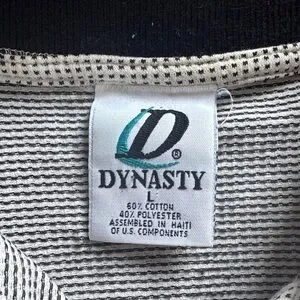 D®
DYNASTY
L
60% COTTON
40% POLYESTER
ASSEMBLED IN HAITI
OF U.S. COMPONENTS